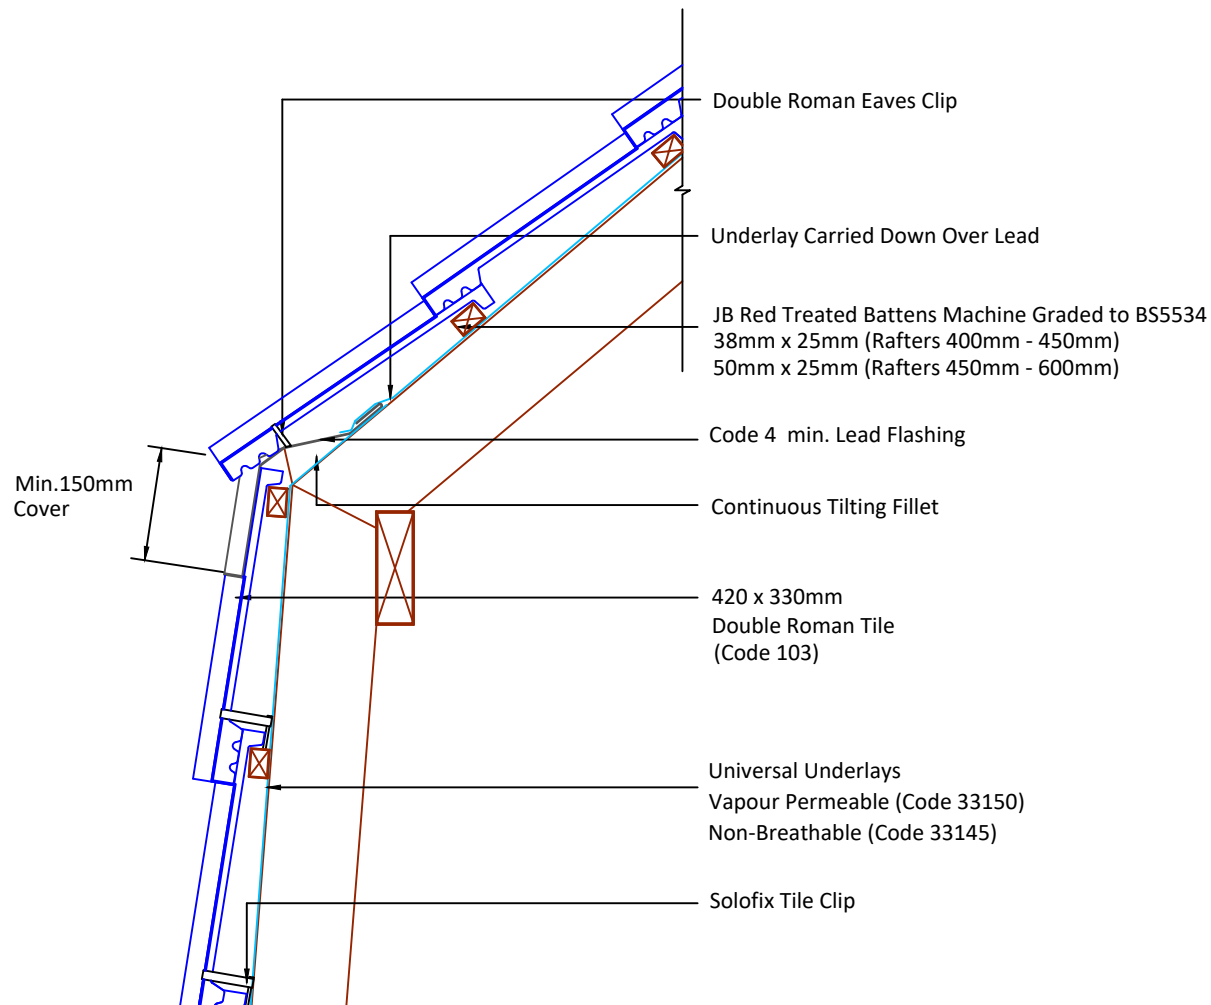 Double Roman Eaves Clip
Underlay Carried Down Over Lead
JB Red Treated Battens Machine Graded to BS5534
38mm x 25mm (Rafters 400mm - 450mm)
50mm x 25mm (Rafters 450mm - 600mm)
Code 4 min. Lead Flashing
Min.150mm
Cover
Continuous Tilting Fillet
420 x 330mm
Double Roman Tile
(Code 103)
Universal Underlays
Vapour Permeable (Code 33150)
Non-Breathable (Code 33145)
Solofix Tile Clip